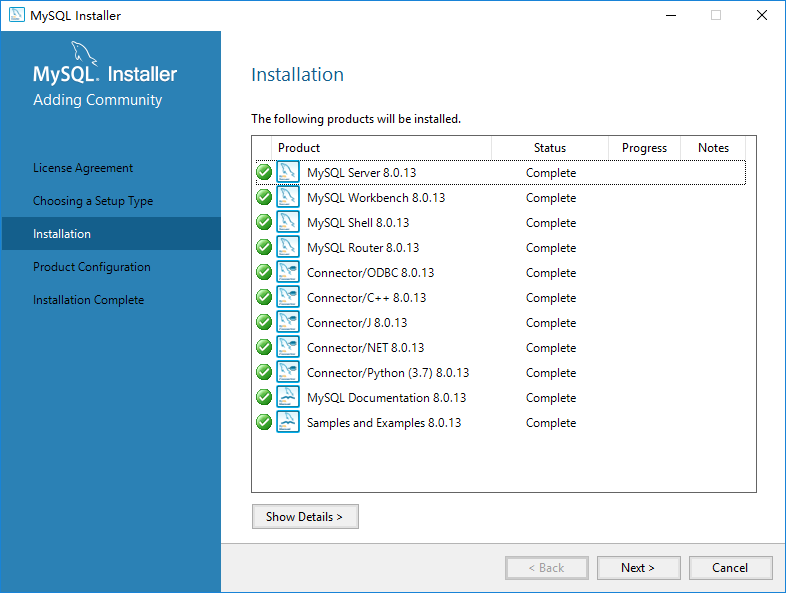 MySQL Installer
MySQL. Installer
Adding Community
License Agreement
Choosing a Setup Type
Installation
Product Configuration
Installation Complete
Installation
The following products will be installed.
Product Status Progress Notes
MySQL Server 8.0.13 Complete
MySQL Workbench 8.0.13 Complete
MySQL Shell 8.0.13 Complete
MySQL Router 8.0.13 Complete
Connector/ODBC 8.0.13 Complete
Connector/C++ 8.0.13 Complete
Connector/J 8.0.13 Complete
Connector/NET 8.0.13 Complete
Connector/Python (3.7) 8.0.13 Complete
MySQL Documentation 8.0.13 Complete
Samples and Examples 8.0.13 Complete
Show Details >
< Back Next > Cancel